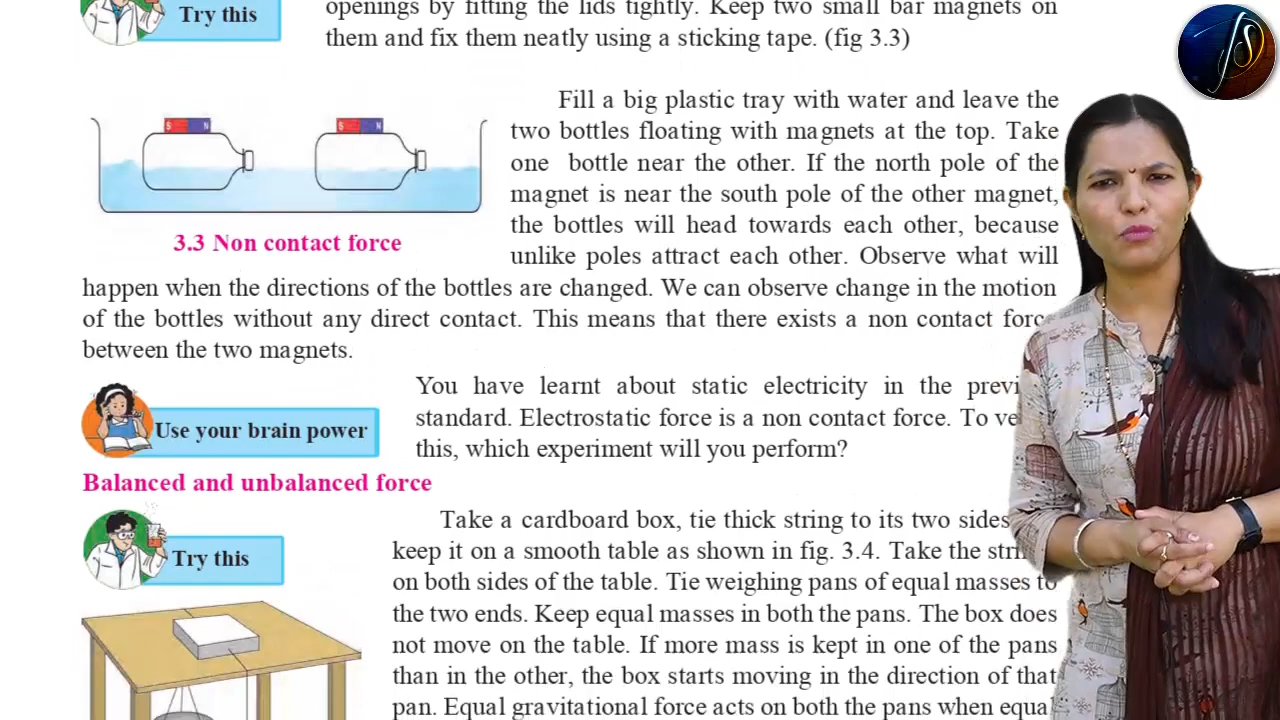 openings by fitting the lids tightly. Keep two small bar magnets on
Try this
them and fix them neatly using a sticking tape. (fig 3.3)
Fill a big plastic tray with water and leave the
two bottles floating with magnets at the top. Take
one bottle near the other. If the north pole of the
magnet is near the south pole of the other magnet,
the bottles will head towards each other, because
unlike poles attract each other. Observe what will
S N S N
3.3 Non contact force
happen when the directions of the bottles are changed. We can observe change in the motion
of the bottles without any direct contact. This means that there exists a non contact forc
between the two magnets.
Use your brain power
You have learnt about static electricity in the previ
standard. Electrostatic force is a non contact force. To ve
this, which experiment will you perform?
Balanced and unbalanced force
Try this
Take a cardboard box, tie thick string to its two sides
keep it on a smooth table as shown in fig. 3.4. Take the stri
on both sides of the table. Tie weighing pans of equal masses to
the two ends. Keep equal masses in both the pans. The box does
not move on the table. If more mass is kept in one of the pans
than in the other, the box starts moving in the direction of that
pan. Equal gravitational force acts on both the pans when equal